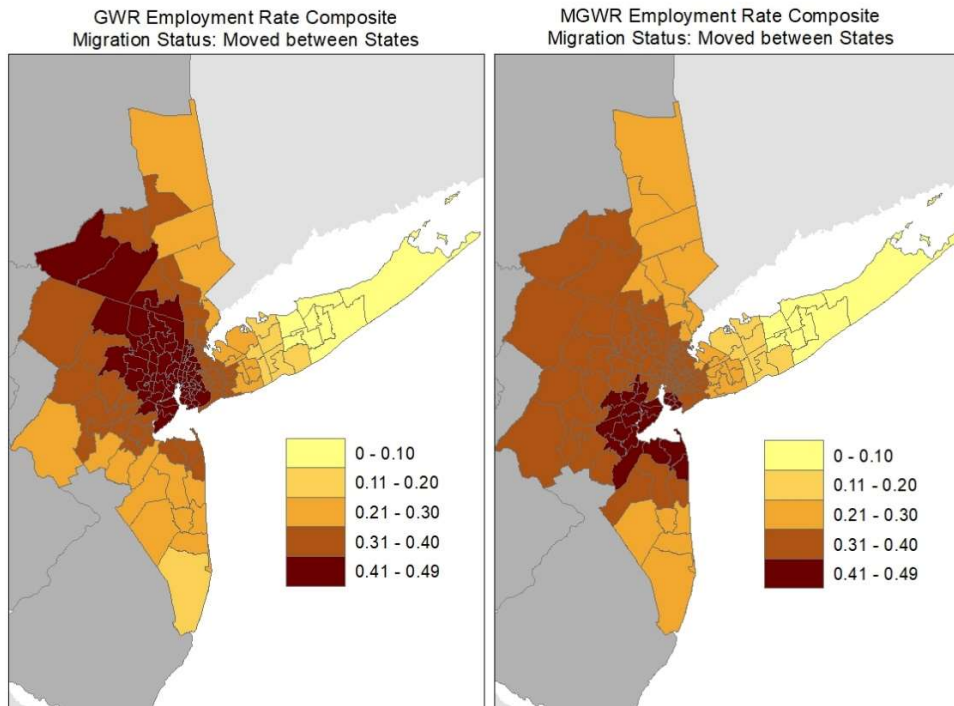 GWR Employment Rate Composite
Migration Status: Moved between States
0 - 0.10
0.11 - 0.20
0.21 - 0.30
0.31 - 0.40
0.41 - 0.49
MGWR Employment Rate Composite
Migration Status: Moved between States
0 - 0.10
0.11 - 0.20
0.21 - 0.30
0.31 - 0.40
0.41 - 0.49